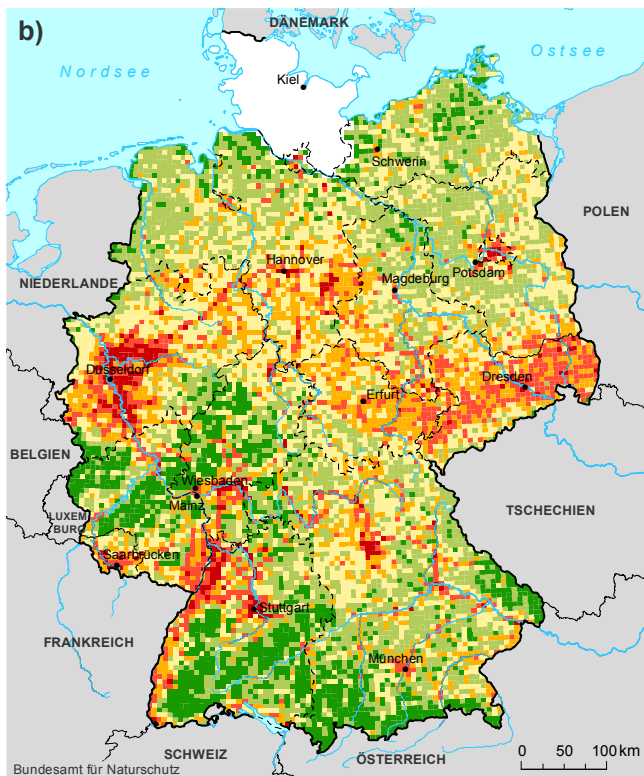 b)
DÄNEMARK
Nordsee
Ostsee
Kiel
Schwerin
POLEN
Hannover
Potsdam
NIEDERLANDE
Magdeburg
Düsseldorf
Dresden
Erfurt
BELGIEN
Wiesbaden
Mainz
LUXEM
BURG
TSCHECHIEN
Saarbrücken
Stuttgart
FRANKREICH
München
SCHWEIZ
ÖSTERREICH
0 50 100 km
Bundesamt für Naturschutz